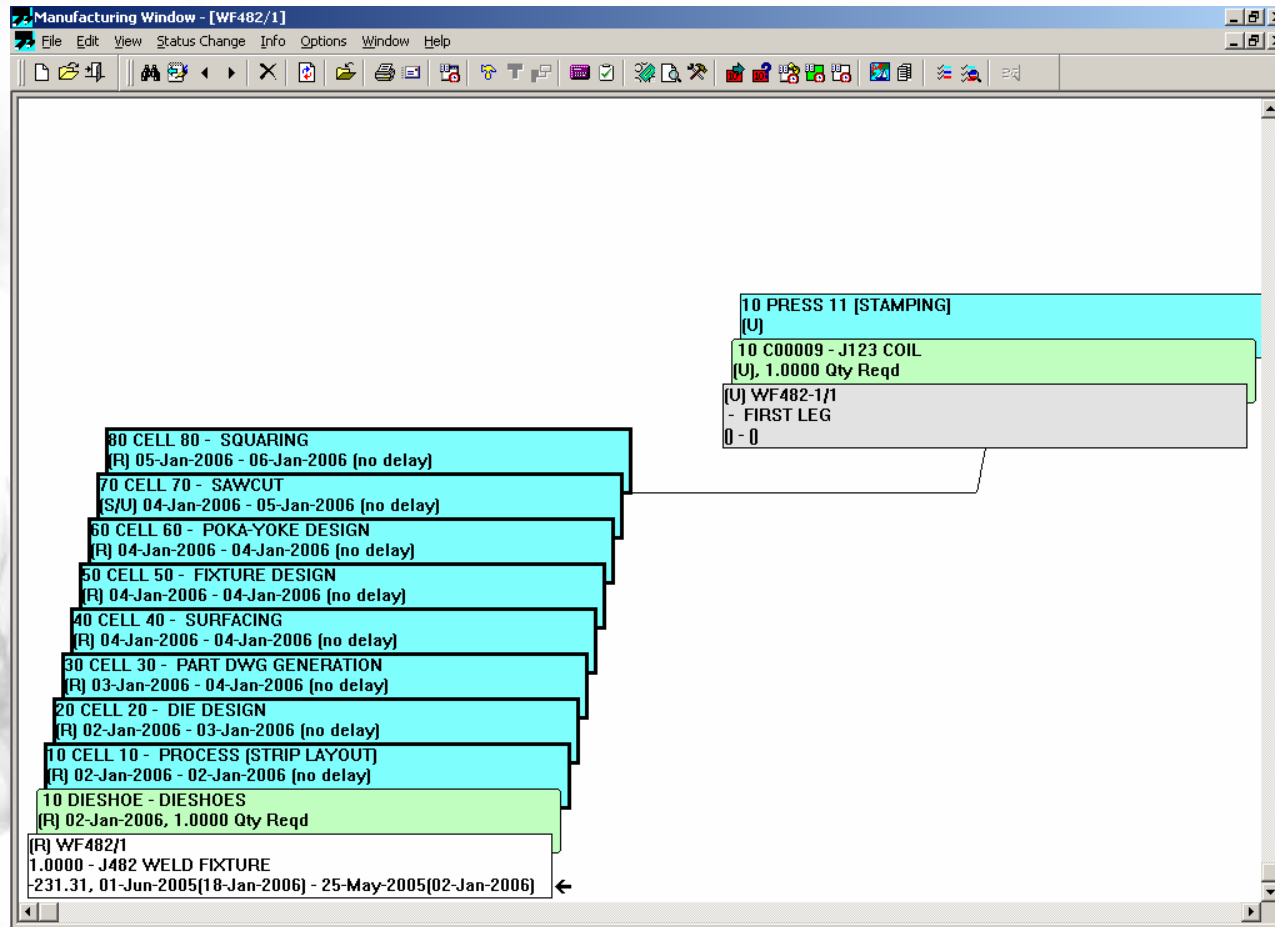 Manufacturing Window - [WF482/1]
File Edit View Status Change Info Options Window Help
10 PRESS 11 [STAMPING]
(U)
10 C00009 - J123 COIL
(U), 1.0000 Qty Reqd
(U) WF482-1/1
- FIRST LEG
() - ()
80 CELL 80 - SQUARING
(R) 05-Jan-2006 - 06-Jan-2006 (no delay)
70 CELL 70 - SAWCUT
(S/U) 04-Jan-2006 - 05-Jan-2006 (no delay)
60 CELL 60 - POKA-YOKE DESIGN
(R) 04-Jan-2006 - 04-Jan-2006 (no delay)
50 CELL 50 - FIXTURE DESIGN
(R) 04-Jan-2006 - 04-Jan-2006 (no delay)
40 CELL 40 - SURFACING
(R) 04-Jan-2006 - 04-Jan-2006 (no delay)
30 CELL 30 - PART DWG GENERATION
(R) 03-Jan-2006 - 04-Jan-2006 (no delay)
20 CELL 20 - DIE DESIGN
(R) 02-Jan-2006 - 03-Jan-2006 (no delay)
10 CELL 10 - PROCESS (STRIP LAYOUT)
(R) 02-Jan-2006 - 02-Jan-2006 (no delay)
10 DIESHOE - DIESHOES
(R) 02-Jan-2006, 1.0000 Qty Reqd
(R) WF482/1
1.0000 - J482 WELD FIXTURE
-231.31, 01-Jun-2005(18-Jan-2006) - 25-May-2005(02-Jan-2006)